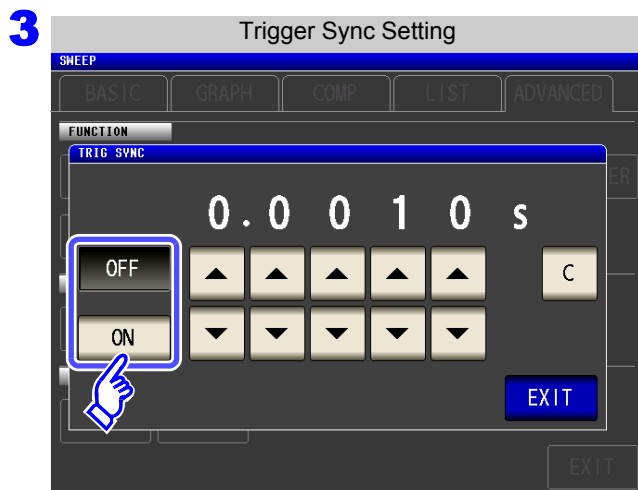 3
Trigger Sync Setting
SWEEP
BASIC GRAPH COMP LIST ADVANCED
FUNCTION
TRIG SYNC
ER
0.0010 s
OFF
C
ON
EXIT
EXIT